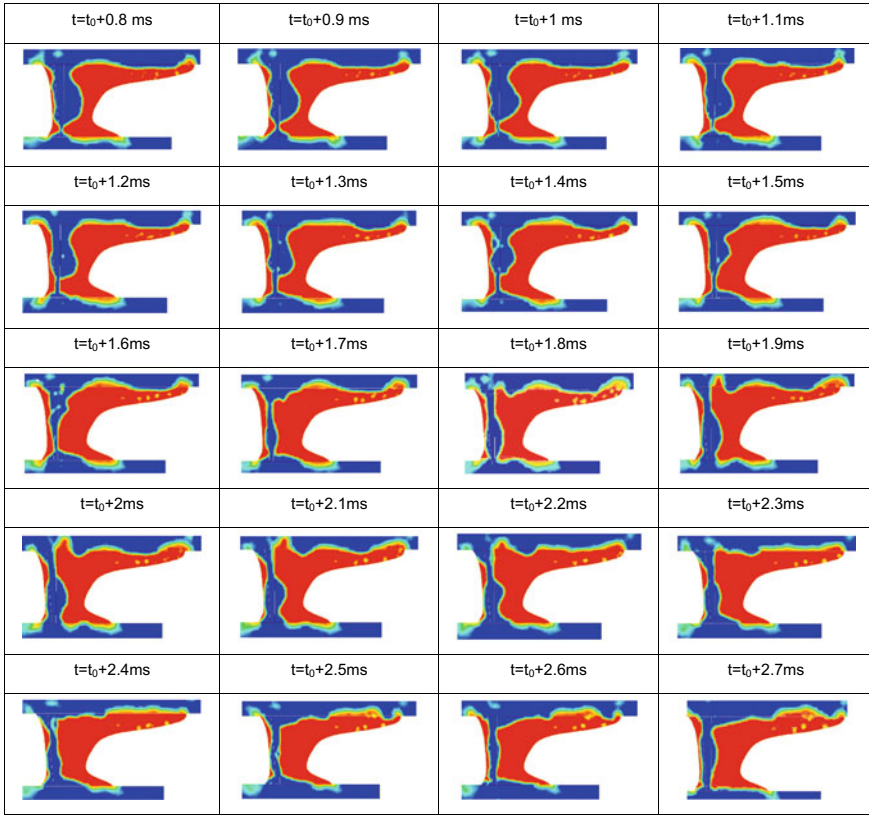 t=t₀+0.8 ms t=t₀+0.9 ms t=t₀+1 ms t=t₀+1.1ms
t=t₀+1.2ms t=t₀+1.3ms t=t₀+1.4ms t=t₀+1.5ms
t=t₀+1.6ms t=t₀+1.7ms t=t₀+1.8ms t=t₀+1.9ms
t=t₀+2ms t=t₀+2.1ms t=t₀+2.2ms t=t₀+2.3ms
t=t₀+2.4ms t=t₀+2.5ms t=t₀+2.6ms t=t₀+2.7ms